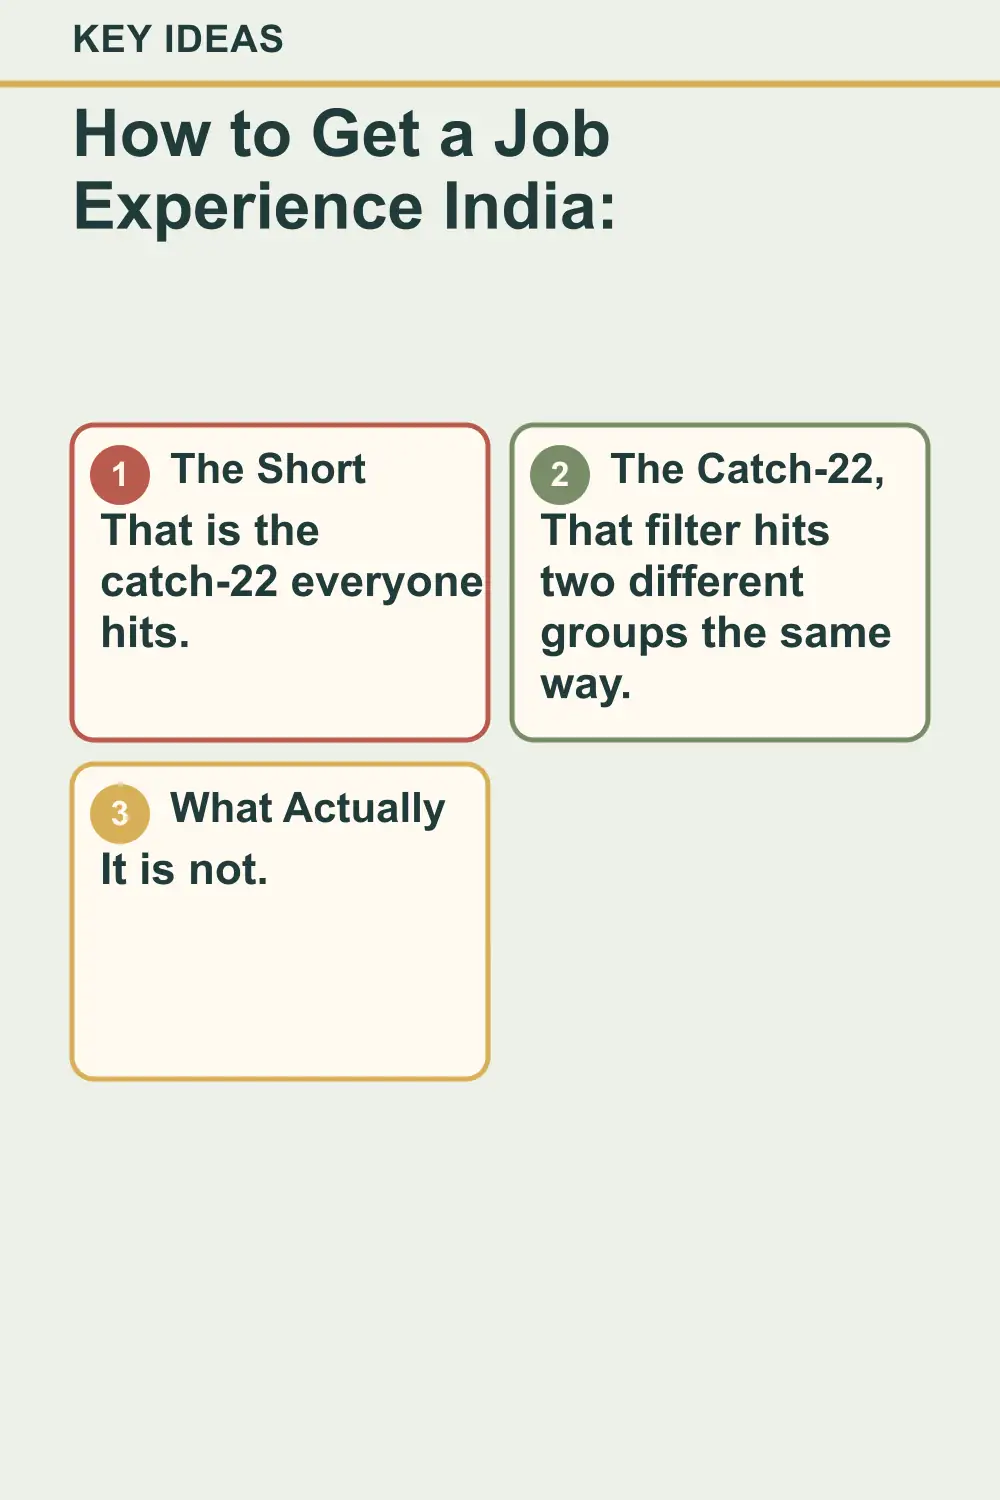 KEY IDEAS
How to Get a Job
Experience India:
1 The Short
That is the
catch-22 everyone
hits.
2 The Catch-22,
That filter hits
two different
groups the same
way.
3 What Actually
It is not.